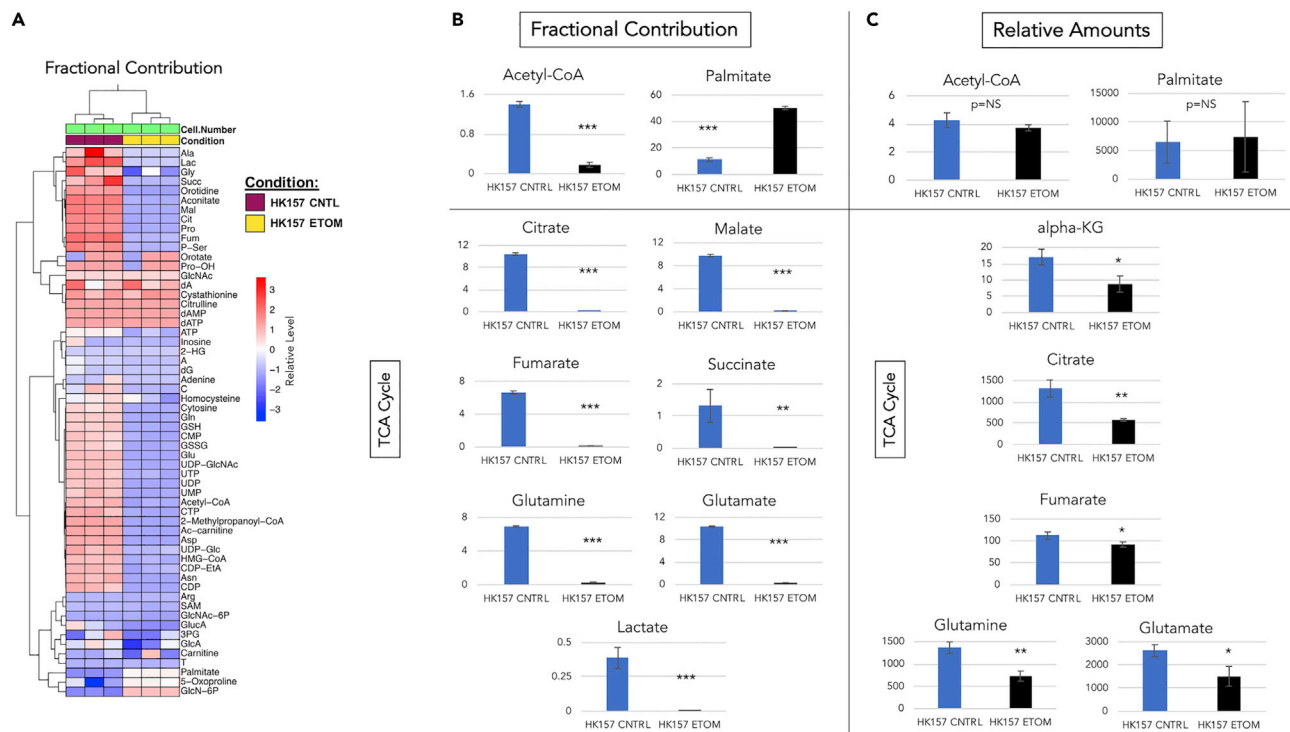 A
Fractional Contribution
Cell.Number
Condition
Ala
Lac
Gly
Succ
Orotidine
Aconitate
Mal
Cit
Pro
Fum
P-Ser
Orotate
Pro-OH
GlcNAc
dA
Cystathionine
Citrulline
dAMP
dATP
ATP
Inosine
2-HG
A
dG
Adenine
C
Homocysteine
Cytosine
Gln
GSH
CMP
GSSG
Glu
UDP-GlcNAc
UTP
UDP
UMP
Acetyl-CoA
CTP
2-Methylpropanoyl-CoA
Ac-carnitine
Asp
UDP-Glc
HMG-CoA
CDP-EtA
Asn
CDP
Arg
SAM
GlcNAc-6P
GlucA
3PG
GlcA
Carnitine
T
Palmitate
5-Oxoproline
GlcN-6P
Condition:
HK157 CNTL
HK157 ETOM
3
2
1
0
-1
-2
-3
Relative Level
B
Fractional Contribution
Acetyl-CoA
1.6
0.8
0
***
HK157 CNTRL HK157 ETOM
Palmitate
60
40
20
0
***
HK157 CNTRL HK157 ETOM
TCA Cycle
Citrate
12
8
4
0
***
HK157 CNTRL HK157 ETOM
Malate
12
8
4
0
***
HK157 CNTRL HK157 ETOM
Fumarate
8
4
0
***
HK157 CNTRL HK157 ETOM
Succinate
2
1
0
**
HK157 CNTRL HK157 ETOM
Glutamine
8
4
0
***
HK157 CNTRL HK157 ETOM
Glutamate
12
8
4
0
***
HK157 CNTRL HK157 ETOM
Lactate
0.5
0.25
0
***
HK157 CNTRL HK157 ETOM
C
Relative Amounts
Acetyl-CoA
p=NS
6
4
2
0
HK157 CNTRL HK157 ETOM
Palmitate
p=NS
15000
10000
5000
0
HK157 CNTRL HK157 ETOM
TCA Cycle
alpha-KG
20
15
10
5
0
*
HK157 CNTRL HK157 ETOM
Citrate
1500
1000
500
0
**
HK157 CNTRL HK157 ETOM
Fumarate
150
100
50
0
*
HK157 CNTRL HK157 ETOM
Glutamine
1500
1000
500
0
**
HK157 CNTRL HK157 ETOM
Glutamate
3000
2000
1000
0
*
HK157 CNTRL HK157 ETOM